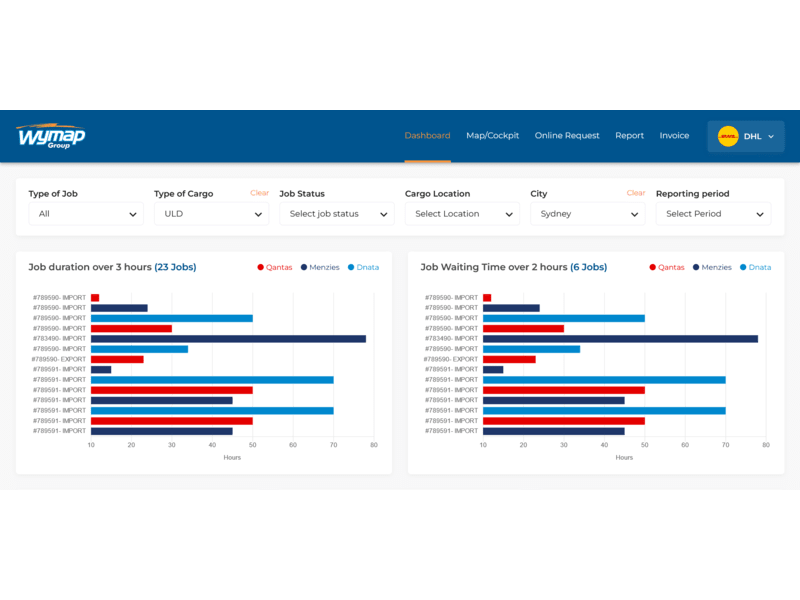 Wymap
Group
Dashboard Map/Cockpit Online Request Report Invoice DHL
Type of Job Type of Cargo Clear Job Status Cargo Location City Clear Reporting period
All ULD Select job status Select Location Sydney Select Period
Job duration over 3 hours (23 Jobs) Qantas Menzies Dnata
#789590- IMPORT
#789590- IMPORT
#789590- IMPORT
#789590- IMPORT
#783490- IMPORT
#789590- IMPORT
#789590- EXPORT
#789591- IMPORT
#789591- IMPORT
#789591- IMPORT
#789591- IMPORT
#789591- IMPORT
#789591- IMPORT
#789591- IMPORT
10 20 30 40 50 60 70 80
Hours
Job Waiting Time over 2 hours (6 Jobs) Qantas Menzies Dnata
#789590- IMPORT
#789590- IMPORT
#789590- IMPORT
#789590- IMPORT
#783490- IMPORT
#789590- IMPORT
#789590- EXPORT
#789591- IMPORT
#789591- IMPORT
#789591- IMPORT
#789591- IMPORT
#789591- IMPORT
#789591- IMPORT
#789591- IMPORT
10 20 30 40 50 60 70 80
Hours